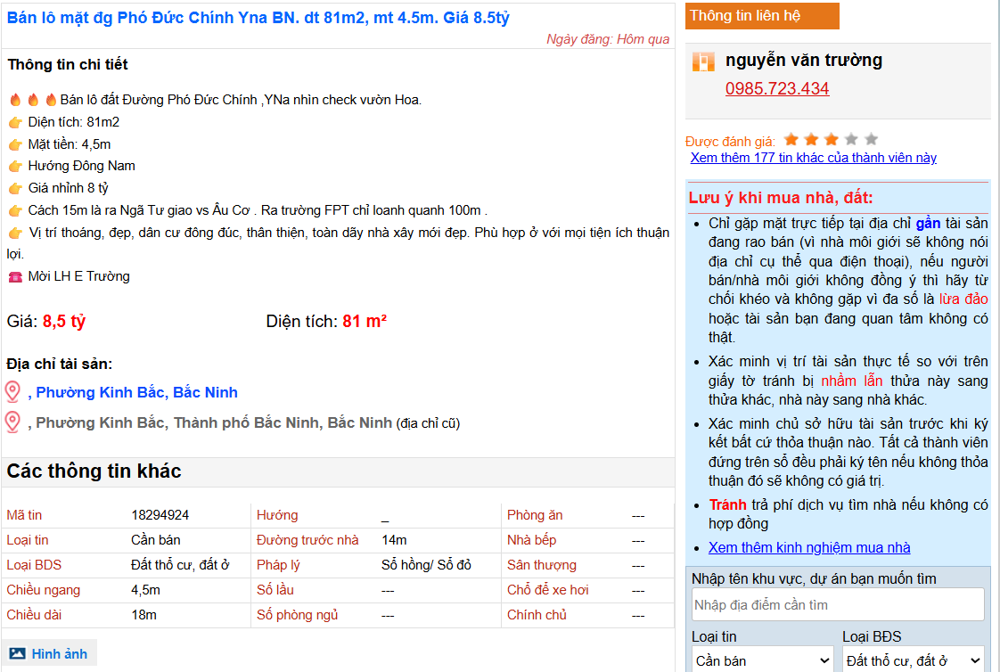 Bán lô mặt đg Phó Đức Chính Yna BN. dt 81m2, mt 4.5m. Giá 8.5tỷ
Ngày đăng: Hôm qua
Thông tin chi tiết
🔥 🔥 🔥 Bán lô đất Đường Phó Đức Chính ,YNa nhìn check vườn Hoa.
👉 Diện tích: 81m2
👉 Mặt tiền: 4,5m
👉 Hướng Đông Nam
👉 Giá nhỉnh 8 tỷ
👉 Cách 15m là ra Ngã Tư giao vs Âu Cơ . Ra trường FPT chỉ loanh quanh 100m .
👉 Vị trí thoáng, đẹp, dân cư đông đúc, thân thiện, toàn dãy nhà xây mới đẹp. Phù hợp ở với mọi tiện ích thuận
lợi.
☎️ Mời LH E Trường
Giá: 8,5 tỷ Diện tích: 81 m²
Địa chỉ tài sản:
, Phường Kinh Bắc, Bắc Ninh
, Phường Kinh Bắc, Thành phố Bắc Ninh, Bắc Ninh (địa chỉ cũ)
Các thông tin khác
Mã tin 18294924 Hướng _ Phòng ăn ---
Loại tin Cần bán Đường trước nhà 14m Nhà bếp ---
Loại BDS Đất thổ cư, đất ở Pháp lý Sổ hồng/ Sổ đỏ Sân thượng ---
Chiều ngang 4,5m Số lầu --- Chổ để xe hơi ---
Chiều dài 18m Số phòng ngủ --- Chính chủ ---
Hình ảnh
Thông tin liên hệ
nguyễn văn trường
0985.723.434
Được đánh giá:
Xem thêm 177 tin khác của thành viên này
Lưu ý khi mua nhà, đất:
• Chỉ gặp mặt trực tiếp tại địa chỉ gần tài sản
đang rao bán (vì nhà môi giới sẽ không nói
địa chỉ cụ thể qua điện thoại), nếu người
bán/nhà môi giới không đồng ý thì hãy từ
chối khéo và không gặp vì đa số là lừa đảo
hoặc tài sản bạn đang quan tâm không có
thật.
• Xác minh vị trí tài sản thực tế so với trên
giấy tờ tránh bị nhầm lẫn thửa này sang
thửa khác, nhà này sang nhà khác.
• Xác minh chủ sở hữu tài sản trước khi ký
kết bất cứ thỏa thuận nào. Tất cả thành viên
đứng trên sổ đều phải ký tên nếu không thỏa
thuận đó sẽ không có giá trị.
• Tránh trả phí dịch vụ tìm nhà nếu không có
hợp đồng
• Xem thêm kinh nghiệm mua nhà
Nhập tên khu vực, dự án bạn muốn tìm
Nhập địa điểm cần tìm
Loại tin Loại BĐS
Cần bán Đất thổ cư, đất ở